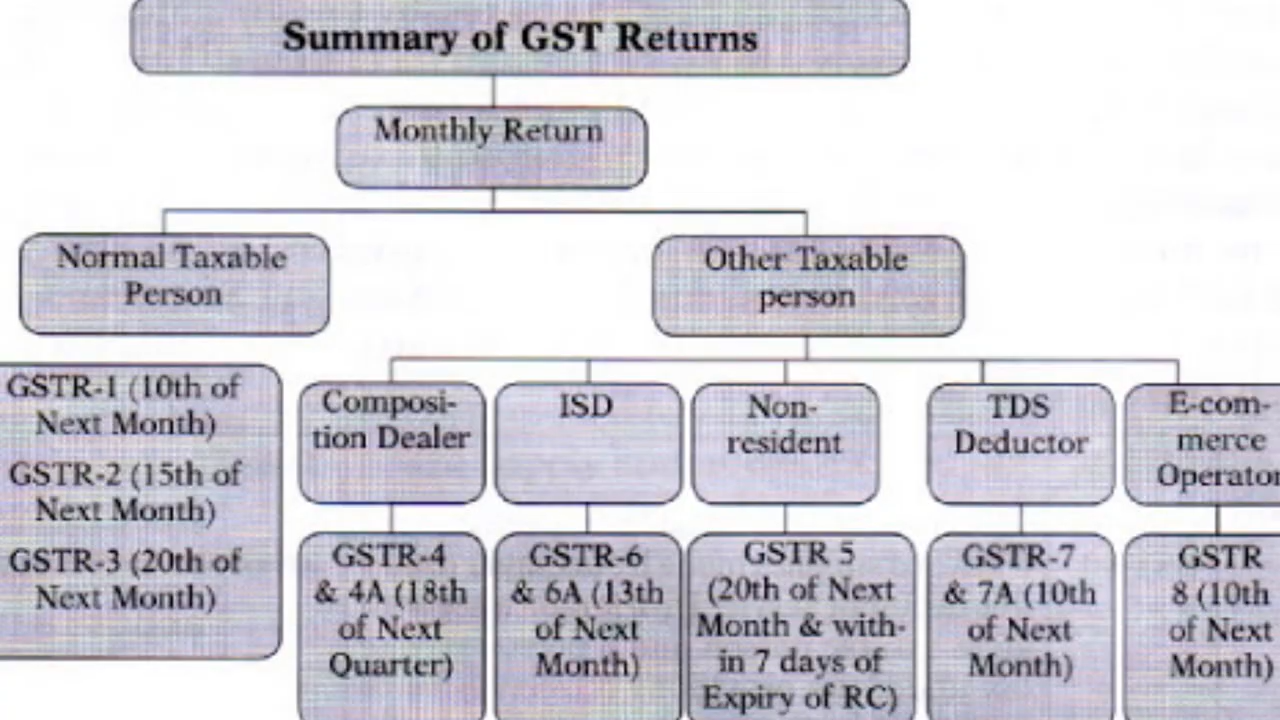 Summary of GST Returns
Monthly Return
Normal Taxable
Person
Other Taxable
person
GSTR-1 (10th of
Next Month)
GSTR-2 (15th of
Next Month)
GSTR-3 (20th of
Next Month)
Composi-
tion Dealer
ISD
Non-
resident
TDS
Deductor
E-com-
merce
Operator
GSTR-4
& 4A (18th
of Next
Quarter)
GSTR-6
& 6A (13th
of Next
Month)
GSTR 5
(20th of Next
Month & with-
in 7 days of
Expiry of RC)
GSTR-7
& 7A (10th
of Next
Month)
GSTR
8 (10th
of Next
Month)